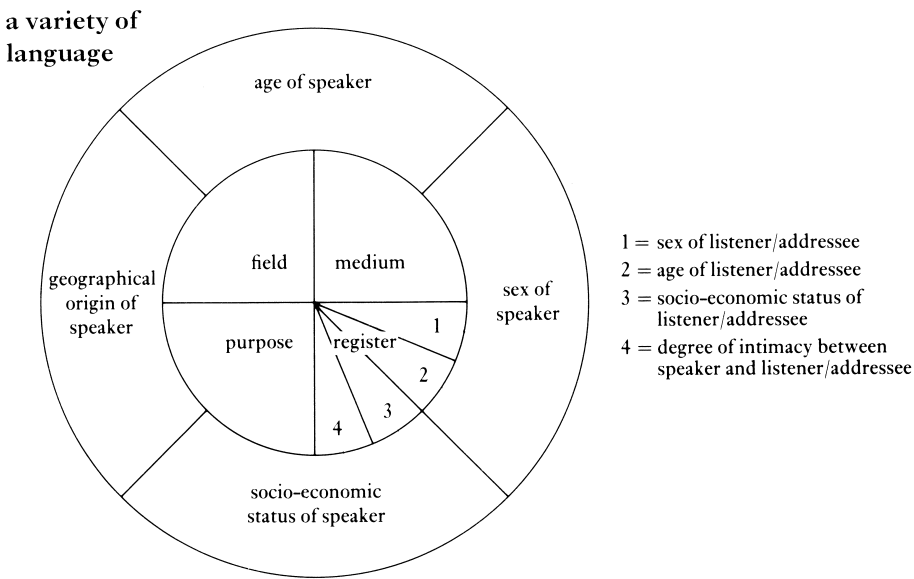 a variety of
language
age of speaker
field
medium
geographical
origin of
speaker
sex of
speaker
purpose
register
1
2
3
4
socio-economic
status of speaker
1 = sex of listener/addressee
2 = age of listener/addressee
3 = socio-economic status of
listener/addressee
4 = degree of intimacy between
speaker and listener/addressee